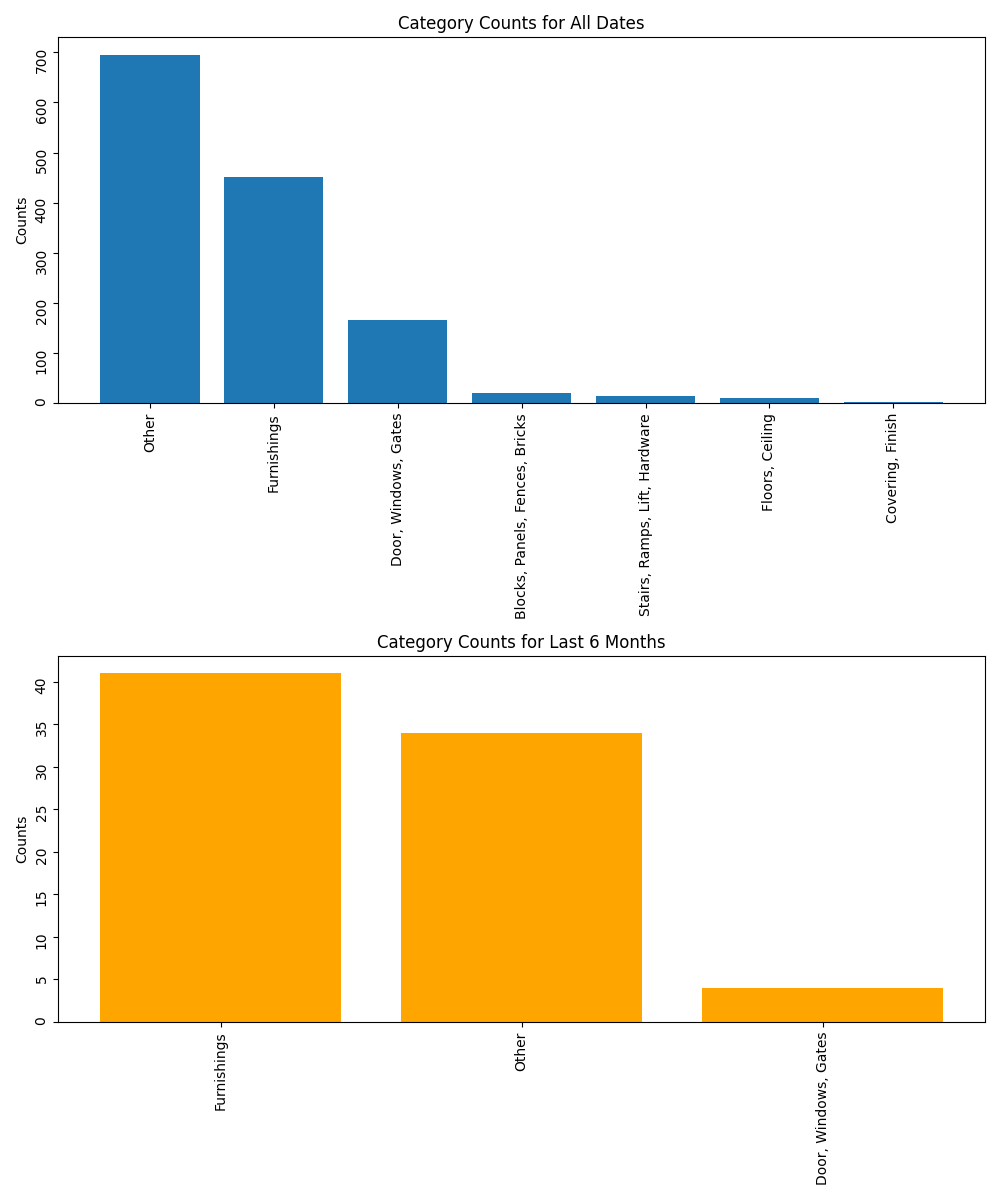 Category Counts for All Dates
Counts
700
600
500
400
300
200
100
0
Other
Furnishings
Door, Windows, Gates
Blocks, Panels, Fences, Bricks
Stairs, Ramps, Lift, Hardware
Floors, Ceiling
Covering, Finish
Category Counts for Last 6 Months
Counts
40
35
30
25
20
15
10
5
0
Furnishings
Other
Door, Windows, Gates